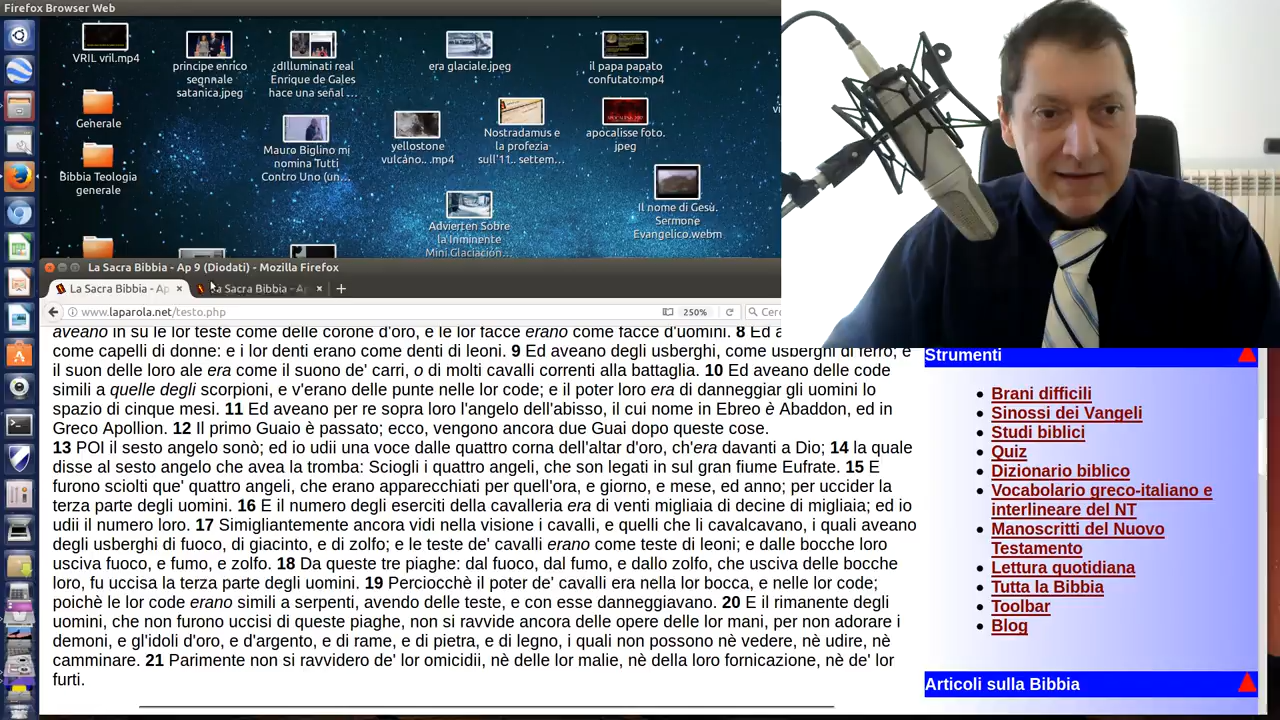 Firefox Browser Web
VRIL vril.mp4
principe enrico
segnnale
satanica.jpeg
¿dIlluminati real
Enrique de Gales
hace una señal ...
era glaciale.jpeg
il papa papato
confutato:mp4
Generale
Mauro Biglino mi
nomina Tutti
Contro Uno (un...
yellostone
vulcáno.. .mp4
Nostradamus e
la profezia
sull'11. settem...
apocalisse foto.
jpeg
Bibbia Teologia
generale
Advierten Sobre
la Inminente
Mini Glaciación...
Il nome di Gesù.
Sermone
Evangelico.webm
La Sacra Bibbia - Ap 9 (Diodati) - Mozilla Firefox
La Sacra Bibbia - Ap
La Sacra Bibbia - Ap
www.laparola.net/testo.php
250%
Cerc
aveano in su le lor teste come delle corone d'oro, e le lor facce erano come facce d'uomini. 8 Ed a
come capelli di donne: e i lor denti erano come denti di leoni. 9 Ed aveano degli usberghi, come usberghi di ferro; e
il suon delle loro ale era come il suono de' carri, o di molti cavalli correnti alla battaglia. 10 Ed aveano delle code
simili a quelle degli scorpioni, e v'erano delle punte nelle lor code; e il poter loro era di danneggiar gli uomini lo
spazio di cinque mesi. 11 Ed aveano per re sopra loro l'angelo dell'abisso, il cui nome in Ebreo è Abaddon, ed in
Greco Apollion. 12 Il primo Guaio è passato; ecco, vengono ancora due Guai dopo queste cose.
13 POI il sesto angelo sonò; ed io udii una voce dalle quattro corna dell'altar d'oro, ch'era davanti a Dio; 14 la quale
disse al sesto angelo che avea la tromba: Sciogli i quattro angeli, che son legati in sul gran fiume Eufrate. 15 E
furono sciolti que' quattro angeli, che erano apparecchiati per quell'ora, e giorno, e mese, ed anno; per uccider la
terza parte degli uomini. 16 E il numero degli eserciti della cavalleria era di venti migliaia di decine di migliaia; ed io
udii il numero loro. 17 Simigliantemente ancora vidi nella visione i cavalli, e quelli che li cavalcavano, i quali aveano
degli usberghi di fuoco, di giacinto, e di zolfo; e le teste de' cavalli erano come teste di leoni; e dalle bocche loro
usciva fuoco, e fumo, e zolfo. 18 Da queste tre piaghe: dal fuoco, dal fumo, e dallo zolfo, che usciva delle bocche
loro, fu uccisa la terza parte degli uomini. 19 Perciocchè il poter de' cavalli era nella lor bocca, e nelle lor code;
poichè le lor code erano simili a serpenti, avendo delle teste, e con esse danneggiavano. 20 E il rimanente degli
uomini, che non furono uccisi di queste piaghe, non si ravvide ancora delle opere delle lor mani, per non adorare i
demoni, e gl'idoli d'oro, e d'argento, e di rame, e di pietra, e di legno, i quali non possono nè vedere, nè udire, nè
camminare. 21 Parimente non si ravvidero de' lor omicidii, nè delle lor malie, nè della loro fornicazione, nè de' lor
furti.
Strumenti
Brani difficili
Sinossi dei Vangeli
Studi biblici
Quiz
Dizionario biblico
Vocabolario greco-italiano e
interlineare del NT
Manoscritti del Nuovo
Testamento
Lettura quotidiana
Tutta la Bibbia
Toolbar
Blog
Articoli sulla Bibbia